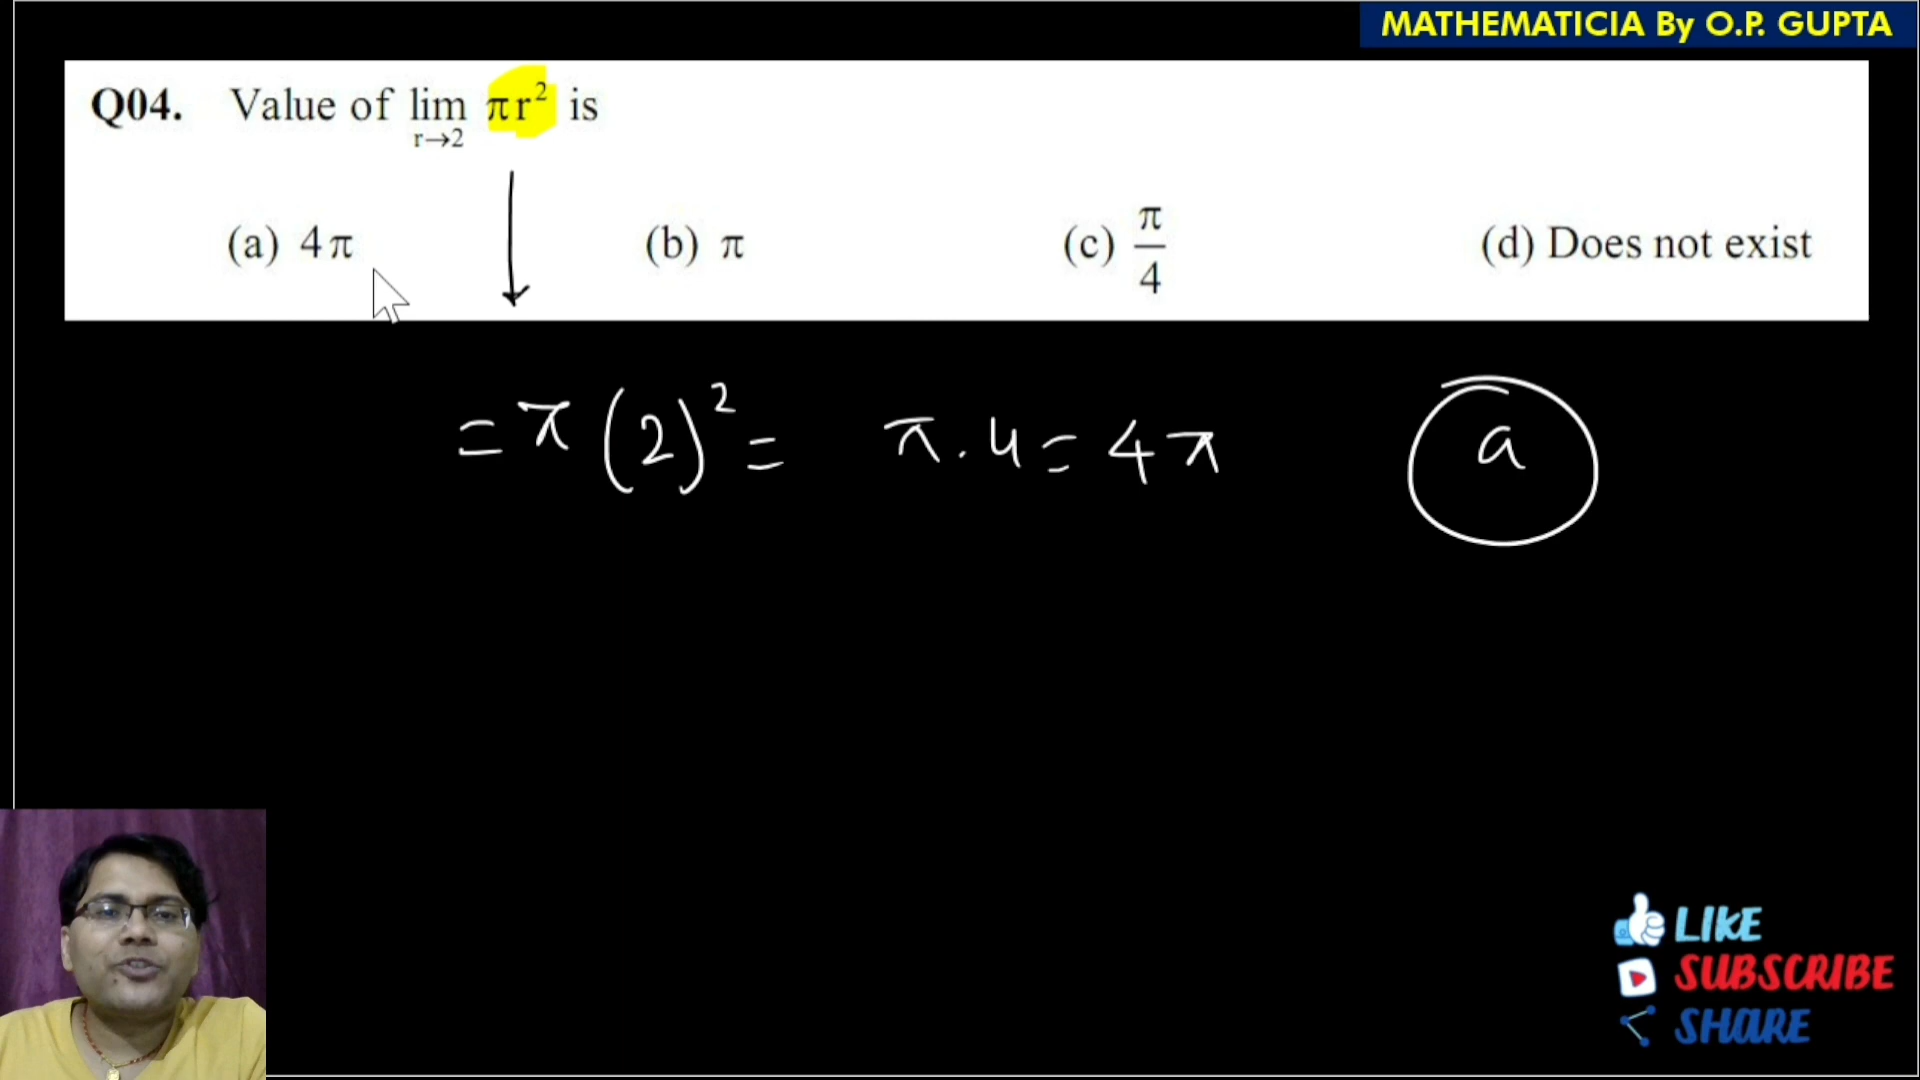 MATHEMATICIA By O.P. GUPTA
Q04. Value of lim r→2 πr² is
(a) 4π (b) π (c) π/4 (d) Does not exist
= π (2)² = π . 4 = 4π a
LIKE
SUBSCRIBE
SHARE